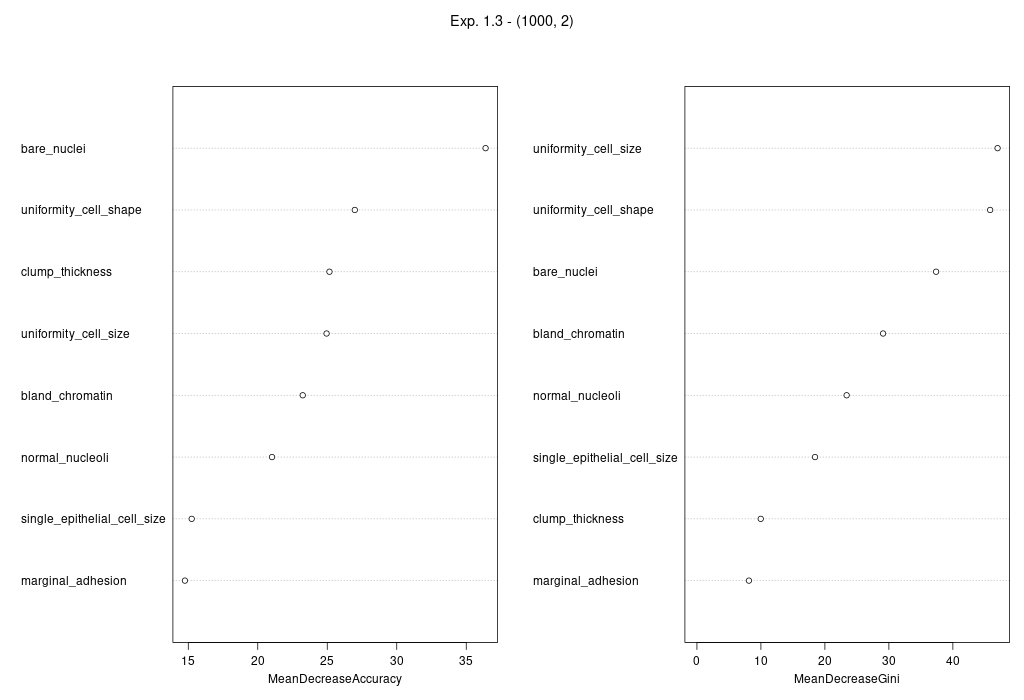 Exp. 1.3 - (1000, 2)
bare_nuclei
uniformity_cell_shape
clump_thickness
uniformity_cell_size
bland_chromatin
normal_nucleoli
single_epithelial_cell_size
marginal_adhesion
15 20 25 30 35
MeanDecreaseAccuracy
uniformity_cell_size
uniformity_cell_shape
bare_nuclei
bland_chromatin
normal_nucleoli
single_epithelial_cell_size
clump_thickness
marginal_adhesion
0 10 20 30 40
MeanDecreaseGini